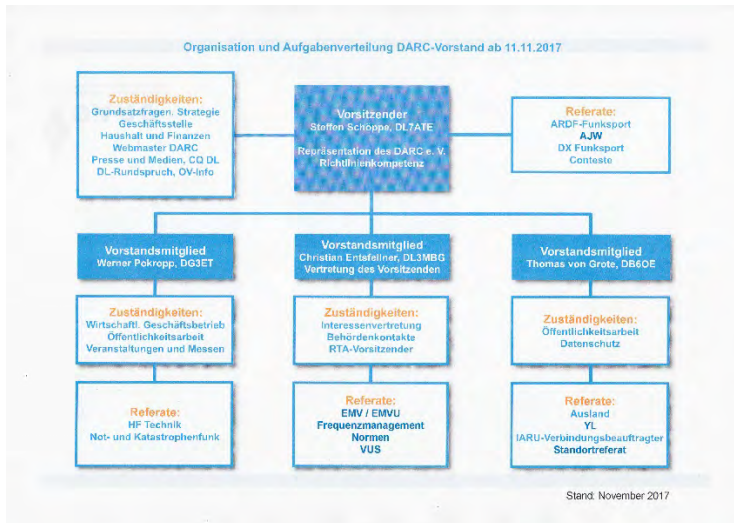 Organisation und Aufgabenverteilung DARC-Vorstand ab 11.11.2017
Zuständigkeiten:
Grundsatzfragen, Strategie
Geschäftsstelle
Haushalt und Finanzen
Webmaster DARC
Presse und Medien, CQ DL
DL-Rundspruch, OV-Info
Vorsitzender
Steffen Schöppe, DL7ATE
Repräsentation des DARC e. V.
Richtlinienkompetenz
Referate:
ARDF-Funksport
AJW
DX Funksport
Conteste
Vorstandsmitglied
Werner Pokropp, DG3ET
Vorstandsmitglied
Christian Entsfellner, DL3MBG
Vertretung des Vorsitzenden
Vorstandsmitglied
Thomas von Grote, DB6OE
Zuständigkeiten:
Wirtschaftl. Geschäftsbetrieb
Öffentlichkeitsarbeit
Veranstaltungen und Messen
Zuständigkeiten:
Interessenvertretung
Behördenkontakte
RTA-Vorsitzender
Zuständigkeiten:
Öffentlichkeitsarbeit
Datenschutz
Referate:
HF Technik
Not- und Katastrophenfunk
Referate:
EMV / EMVU
Frequenzmanagement
Normen
VUS
Referate:
Ausland
YL
IARU-Verbindungsbeauftragter
Standortreferat
Stand: November 2017